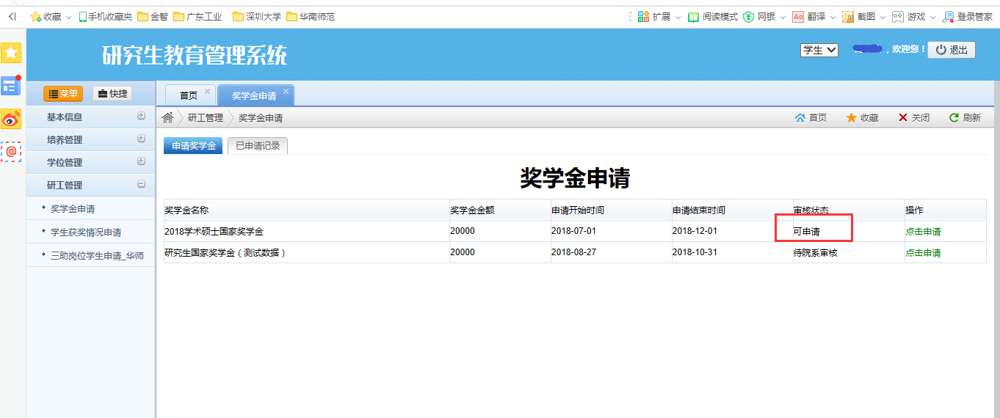 收藏 手机收藏夹 金智 广东工业 深圳大学 华南师范 扩展 阅读模式 网银 Aa 翻译 截图 游戏 登录管家
研究生教育管理系统 学生 ，欢迎您！ 退出
菜单 快捷 首页 奖学金申请
基本信息
研工管理 奖学金申请 首页 收藏 关闭 刷新
培养管理
申请奖学金 已申请记录
学位管理
研工管理
奖学金申请
学生获奖情况申请
三助岗位学生申请_华师
奖学金申请
奖学金名称 奖学金金额 申请开始时间 申请结束时间 审核状态 操作
2018学术硕士国家奖学金 20000 2018-07-01 2018-12-01 可申请 点击申请
研究生国家奖学金（测试数据） 20000 2018-08-27 2018-10-31 待院系审核 点击申请